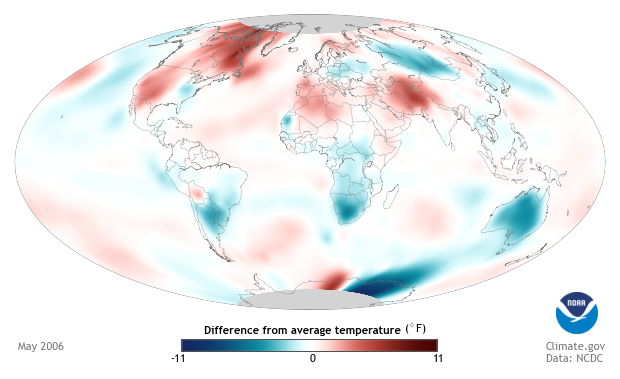 NOAA
Difference from average temperature (°F)
May 2006
-11 0 11
Climate.gov
Data: NCDC